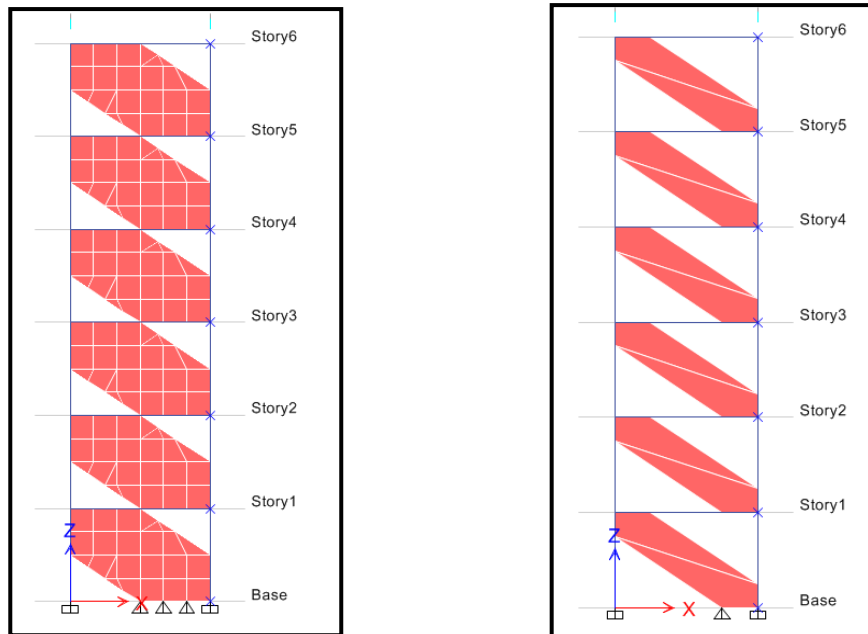 Story6
Story5
Story4
Story3
Story2
Story1
Z
X
Base
Story6
Story5
Story4
Story3
Story2
Story1
Z
X
Base